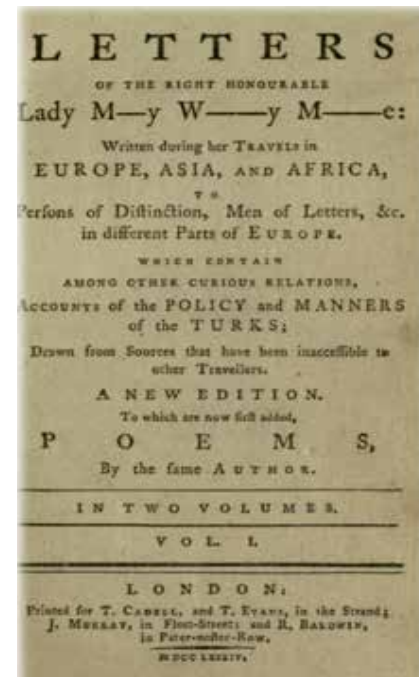 LETTERS
OF THE RIGHT HONOURABLE
Lady M—y W——y M——e:
Written during her TRAVELS in
EUROPE, ASIA, AND AFRICA,
TO
Perſons of Diſtinction, Men of Letters, &c.
in different Parts of EUROPE.
WHICH CONTAIN
AMONG OTHER CURIOUS RELATIONS,
ACCOUNTS of the POLICY and MANNERS
of the TURKS;
Drawn from Sources that have been inacceſſible to
other Travellers.
A NEW EDITION.
To which are now firſt added,
POEMS,
By the ſame AUTHOR.
IN TWO VOLUMES.
VOL. I.
LONDON:
Printed for T. CADELL, and T. EVANS, in the Strand;
J. MURRAY, in Fleet-Street; and R. BALDWIN,
in Pater-noſter-Row,
MDCCLXXXIV.